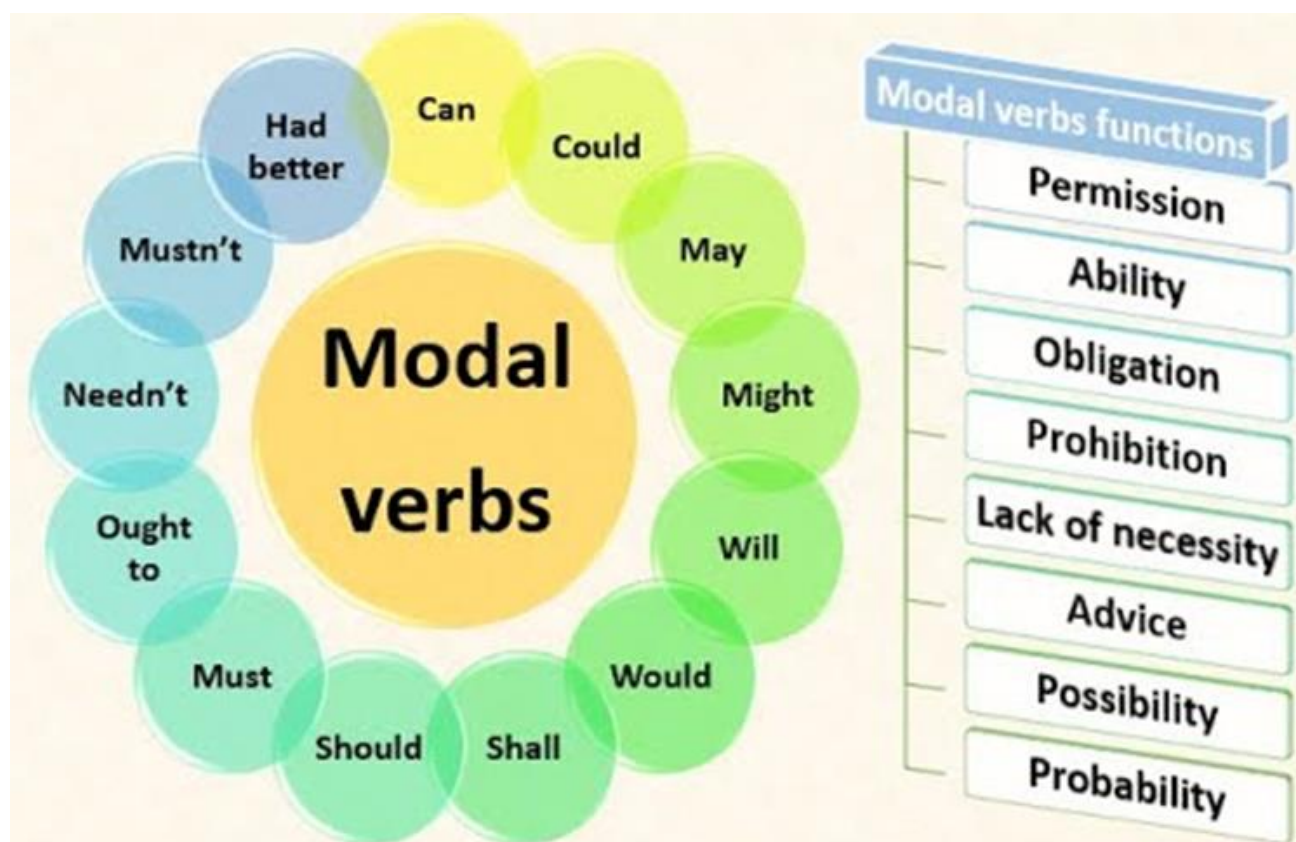 Can
Could
May
Might
Will
Would
Shall
Should
Must
Ought
to
Needn't
Mustn't
Had
better
Modal
verbs
Modal verbs functions
Permission
Ability
Obligation
Prohibition
Lack of necessity
Advice
Possibility
Probability